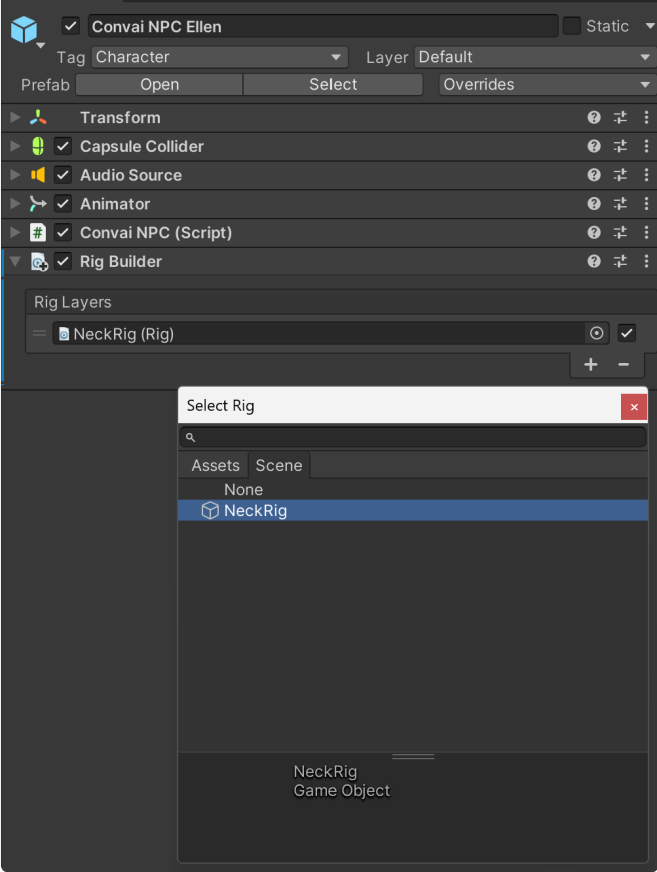 Convai NPC Ellen Static
Tag Character Layer Default
Prefab Open Select Overrides
Transform
Capsule Collider
Audio Source
Animator
# Convai NPC (Script)
Rig Builder
Rig Layers
NeckRig (Rig)
+ −
Select Rig
Assets Scene
None
NeckRig
NeckRig
Game Object